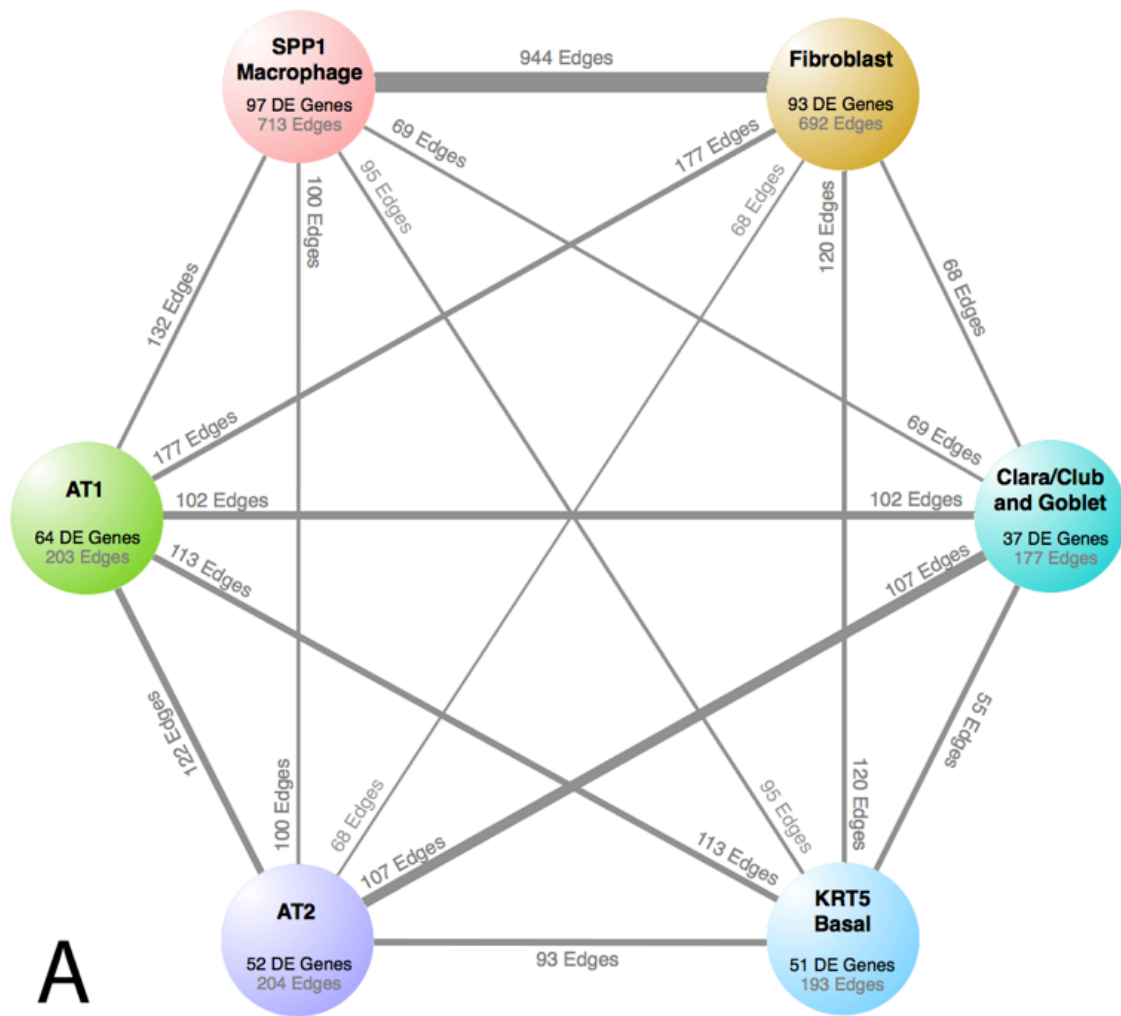 SPP1
Macrophage
97 DE Genes
713 Edges
944 Edges
Fibroblast
93 DE Genes
692 Edges
69 Edges
177 Edges
95 Edges
68 Edges
100 Edges
120 Edges
132 Edges
68 Edges
177 Edges
69 Edges
AT1
64 DE Genes
203 Edges
102 Edges
102 Edges
Clara/Club
and Goblet
37 DE Genes
177 Edges
113 Edges
107 Edges
122 Edges
55 Edges
100 Edges
68 Edges
95 Edges
120 Edges
107 Edges
113 Edges
AT2
52 DE Genes
204 Edges
93 Edges
KRT5
Basal
51 DE Genes
193 Edges
A